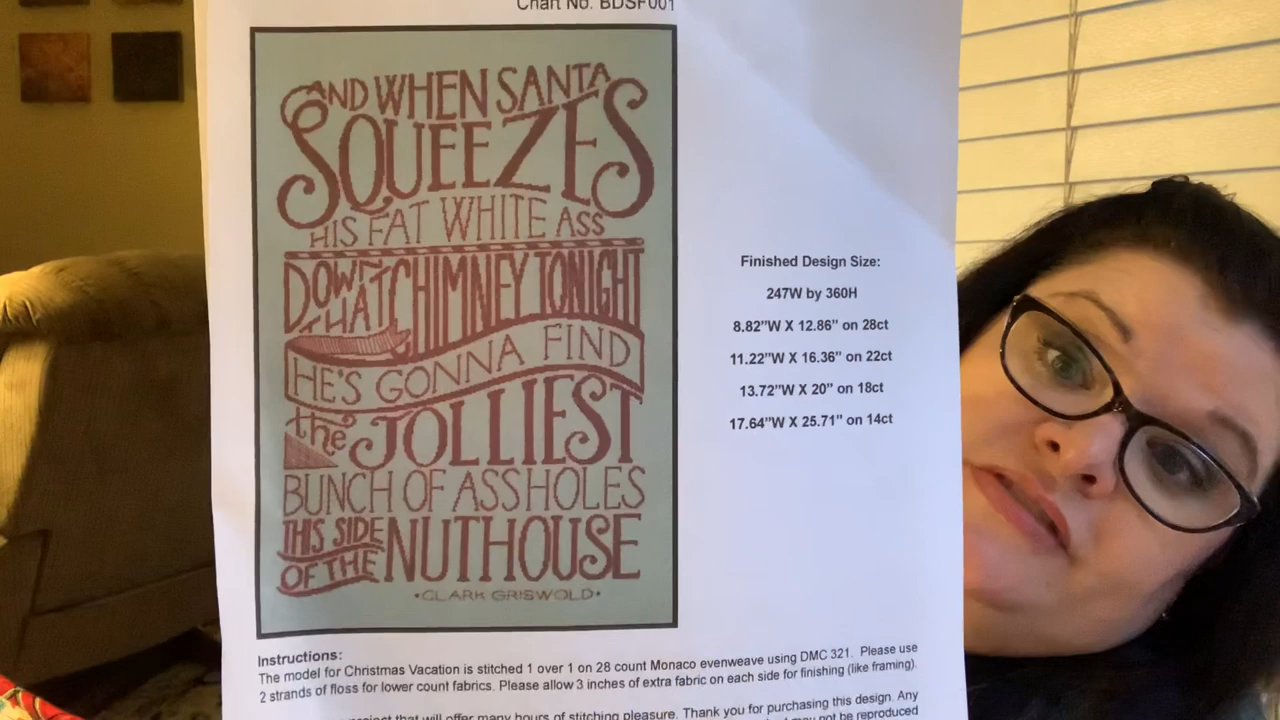 Chart No. BDSF001
AND WHEN SANTA
SQUEEZES
HIS FAT WHITE ASS
DOWN
THAT CHIMNEY TONIGHT
HE'S GONNA FIND
the JOLLIEST
BUNCH OF ASSHOLES
THIS SIDE
OF THE NUTHOUSE
•CLARK GRISWOLD•
Finished Design Size:
247W by 360H
8.82"W X 12.86" on 28ct
11.22"W X 16.36" on 22ct
13.72"W X 20" on 18ct
17.64"W X 25.71" on 14ct
Instructions:
The model for Christmas Vacation is stitched 1 over 1 on 28 count Monaco evenweave using DMC 321. Please use
2 strands of floss for lower count fabrics. Please allow 3 inches of extra fabric on each side for finishing (like framing).
project that will offer many hours of stitching pleasure. Thank you for purchasing this design. Any
may not be reproduced